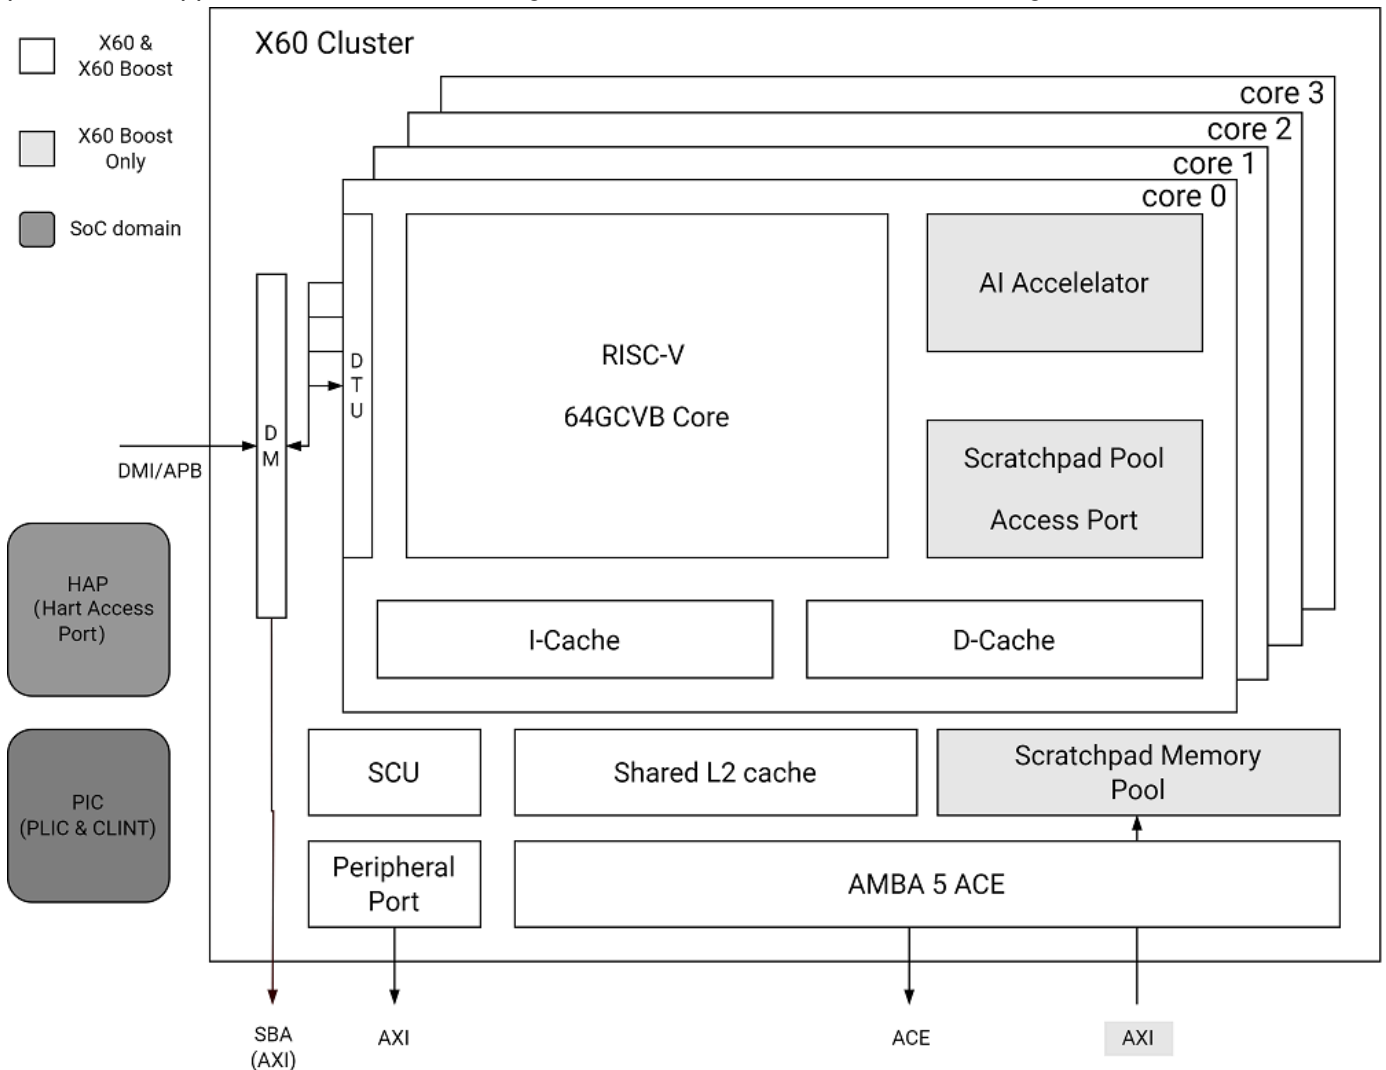 X60 &
X60 Boost
X60 Boost
Only
SoC domain
X60 Cluster
core 3
core 2
core 1
core 0
D
T
U
RISC-V
64GCVB Core
AI Accelelator
Scratchpad Pool
Access Port
D
M
DMI/APB
HAP
(Hart Access
Port)
I-Cache
D-Cache
PIC
(PLIC & CLINT)
SCU
Shared L2 cache
Scratchpad Memory
Pool
Peripheral
Port
AMBA 5 ACE
SBA
(AXI)
AXI
ACE
AXI